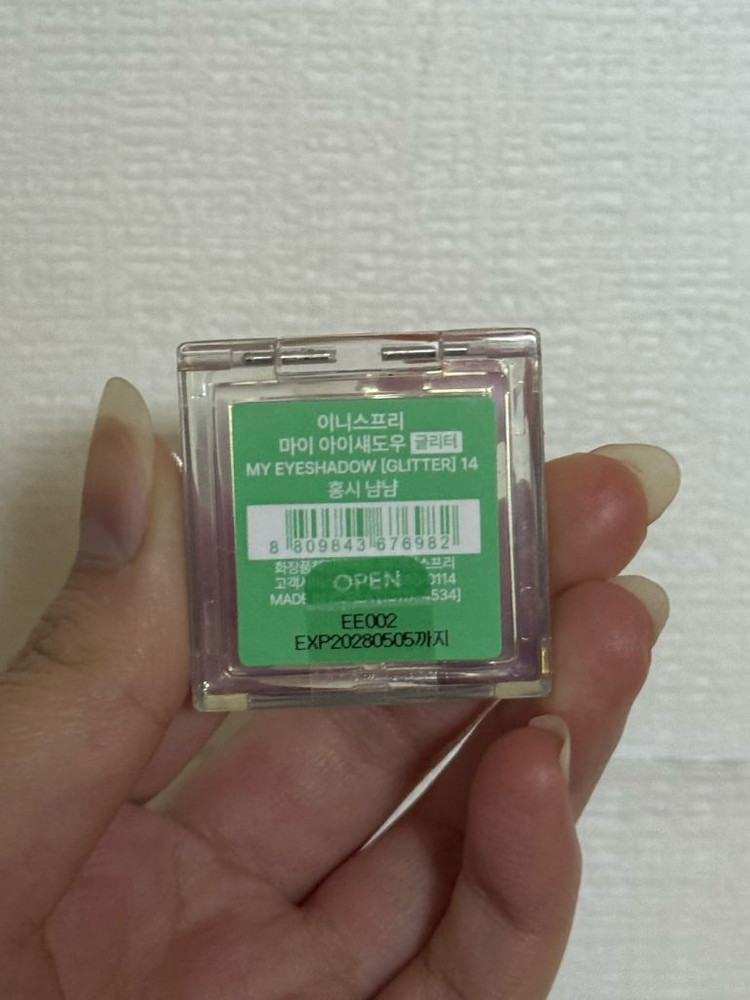 이니스프리
마이 아이섀도우 글리터
MY EYESHADOW [GLITTER] 14
홍시 냠냠
8 809843 676982
OPEN
EE002
EXP20280505까지